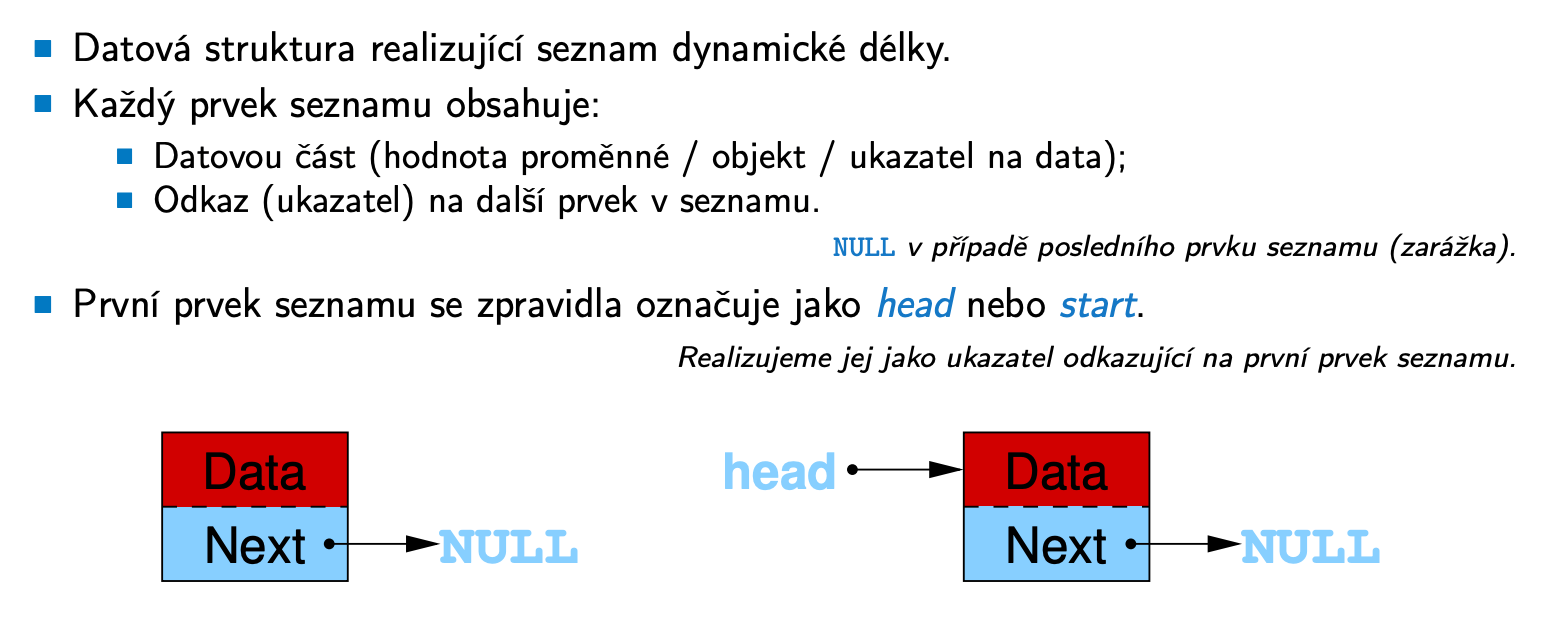 Datová struktura realizující seznam dynamické délky.
Každý prvek seznamu obsahuje:
Datovou část (hodnota proměnné / objekt / ukazatel na data);
Odkaz (ukazatel) na další prvek v seznamu.
NULL v případě posledního prvku seznamu (zarážka).
První prvek seznamu se zpravidla označuje jako head nebo start.
Realizujeme jej jako ukazatel odkazující na první prvek seznamu.
Data
Next NULL
head Data
Next NULL